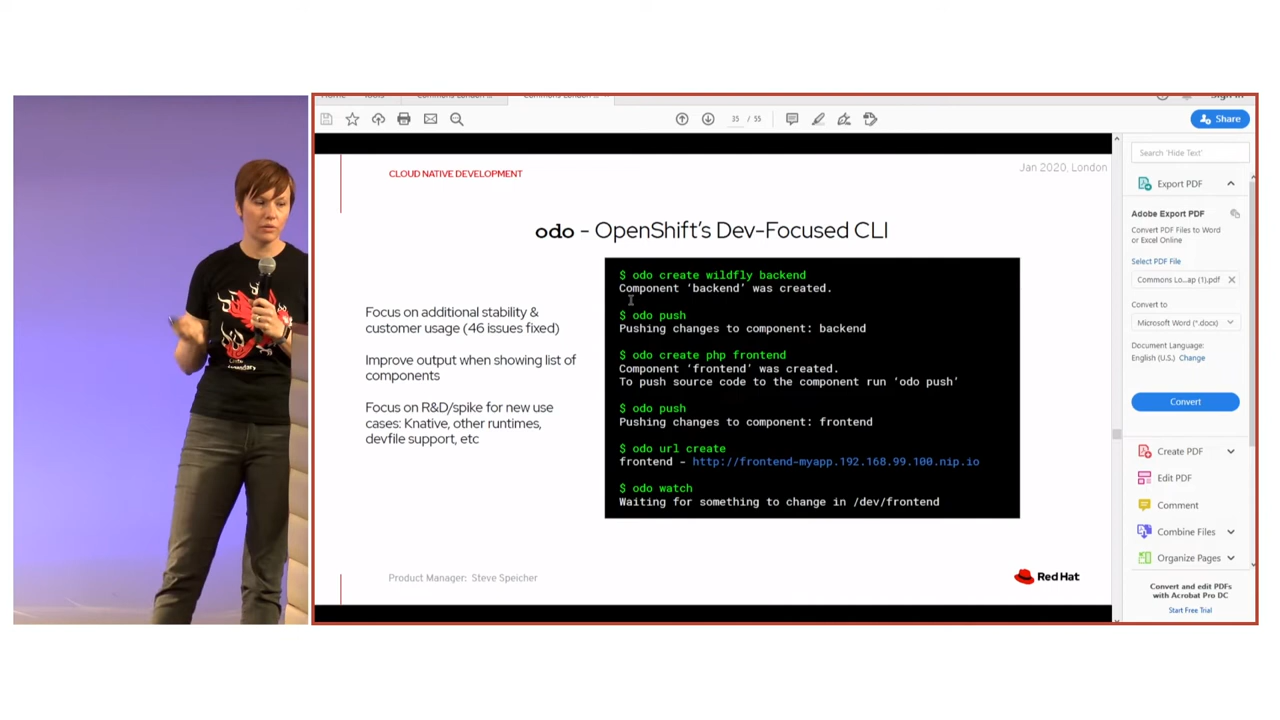 35 / 55
Share
CLOUD NATIVE DEVELOPMENT
Jan 2020, London
odo - OpenShift's Dev-Focused CLI
Focus on additional stability &
customer usage (46 issues fixed)
Improve output when showing list of
components
Focus on R&D/spike for new use
cases: Knative, other runtimes,
devfile support, etc
$ odo create wildfly backend
Component ‘backend’ was created.
$ odo push
Pushing changes to component: backend
$ odo create php frontend
Component ‘frontend’ was created.
To push source code to the component run ‘odo push’
$ odo push
Pushing changes to component: frontend
$ odo url create
frontend - http://frontend-myapp.192.168.99.100.nip.io
$ odo watch
Waiting for something to change in /dev/frontend
Product Manager: Steve Speicher
Red Hat
Search 'Hide Text'
Export PDF
Adobe Export PDF
Convert PDF Files to Word
or Excel Online
Select PDF File
Commons Lo...ap (1).pdf
Convert to
Microsoft Word (*.docx)
Document Language:
English (U.S.) Change
Convert
Create PDF
Edit PDF
Comment
Combine Files
Organize Pages
Convert and edit PDFs
with Acrobat Pro DC
Start Free Trial